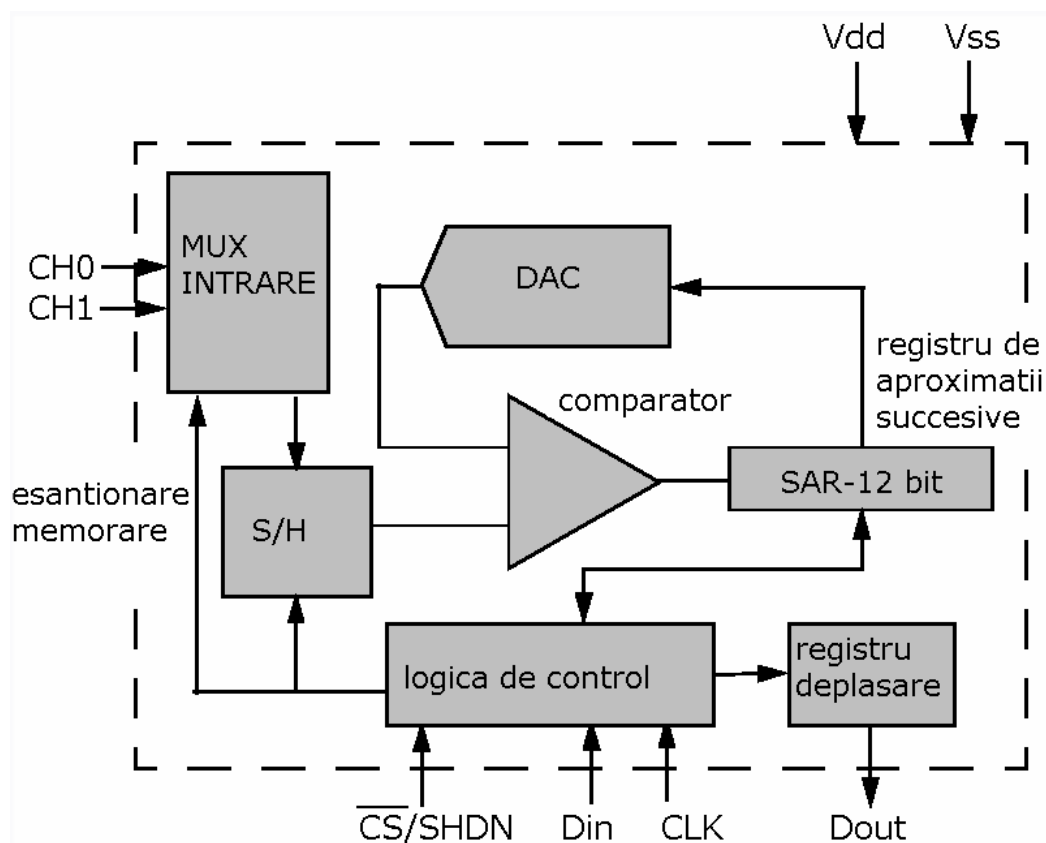 Vdd
Vss
MUX
INTRARE
CH0
CH1
DAC
registru de
aproximatii
succesive
comparator
SAR-12 bit
esantionare
memorare
S/H
logica de control
registru
deplasare
C̅S̅/SHDN
Din
CLK
Dout